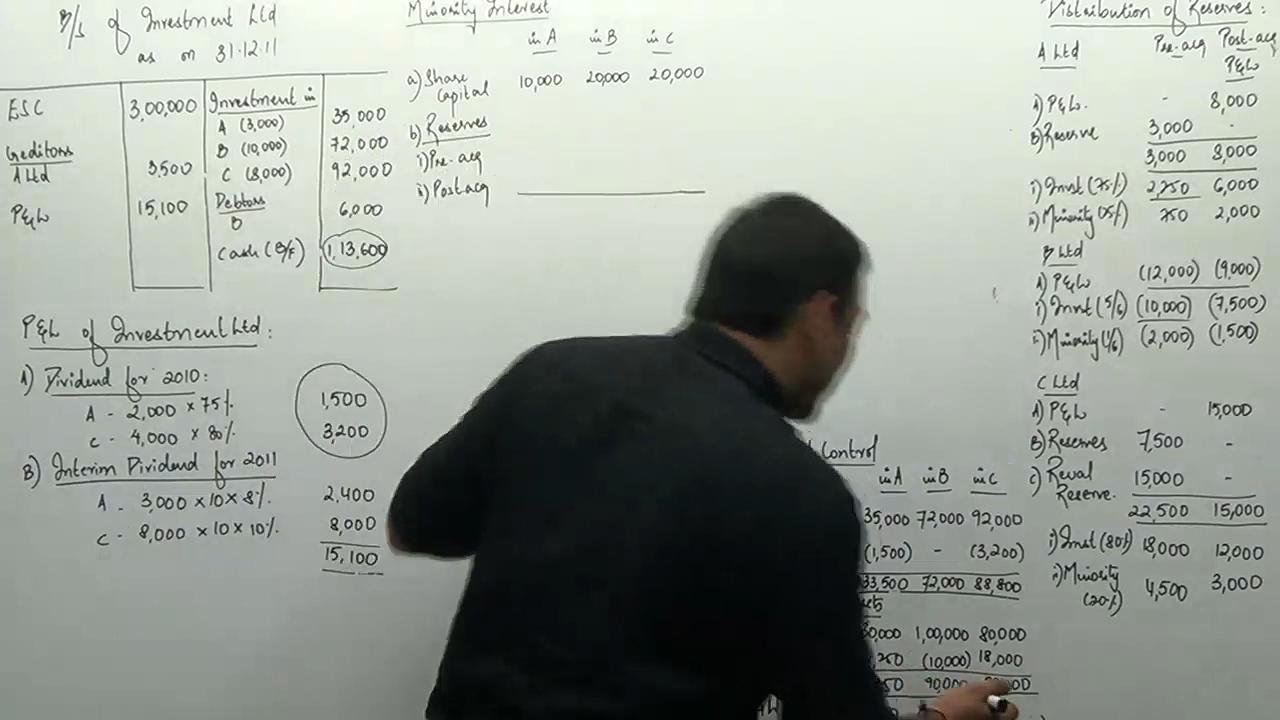 B/S of Investment Ltd
as on 31.12.11
ESC 3,00,000 Investment in
A (3,000) 35,000
Creditors B (10,000) 72,000
A Ltd 3,500 C (8,000) 92,000
P&L 15,100 Debtors
B 6,000
Cash (B/F) 1,13,600
P&L of Investment Ltd:
A) Dividend for 2010:
A - 2,000 × 75% 1,500
C - 4,000 × 80% 3,200
B) Interim Dividend for 2011
A - 3,000 × 10 × 8% 2,400
C - 8,000 × 10 × 10% 8,000
15,100
Minority Interest
in A in B in C
a) Share Capital 10,000 20,000 20,000
b) Reserves
i) Pre-acq
ii) Post acq
Control
in A in B in C
35,000 72,000 92,000
(1,500) - (3,200)
33,500 72,000 88,800
1,00,000 80,000
(10,000) 18,000
90,000
Distribution of Reserves:
A Ltd Pre-acq Post-acq
P&L
A) P&L - 8,000
B) Reserve 3,000 -
3,000 8,000
i) Invst (75%) 2,250 6,000
ii) Minority (25%) 750 2,000
B Ltd
A) P&L (12,000) (9,000)
i) Invst (5/6) (10,000) (7,500)
ii) Minority (1/6) (2,000) (1,500)
C Ltd
A) P&L - 15,000
B) Reserves 7,500 -
C) Reval Reserve. 15,000 -
22,500 15,000
i) Invst (80%) 18,000 12,000
ii) Minority (20%) 4,500 3,000